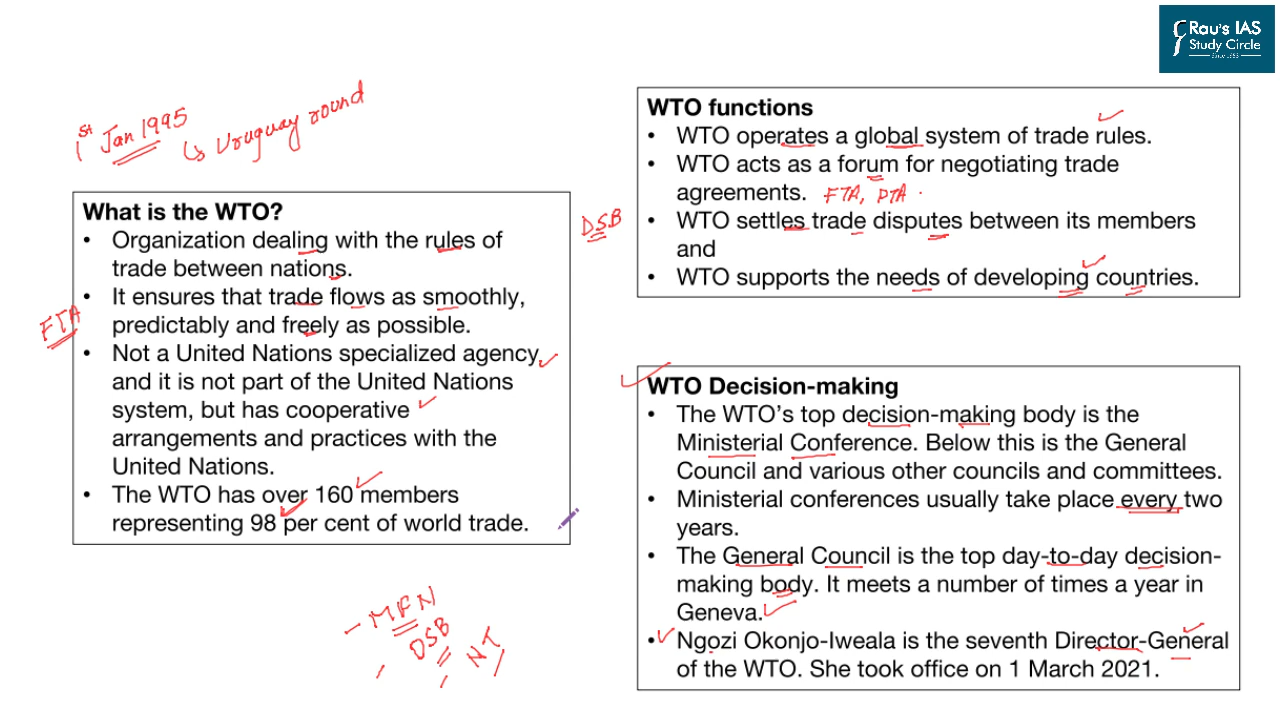 Rau's IAS
Study Circle
Since 1953
1st Jan 1995
↳ Uruguay round
What is the WTO?
• Organization dealing with the rules of
trade between nations.
• It ensures that trade flows as smoothly,
predictably and freely as possible.
FTA
• Not a United Nations specialized agency,
and it is not part of the United Nations
system, but has cooperative
arrangements and practices with the
United Nations.
• The WTO has over 160 members
representing 98 per cent of world trade.
- MFN
- DSB
- NT
WTO functions
• WTO operates a global system of trade rules.
• WTO acts as a forum for negotiating trade
agreements. FTA, PTA
DSB
• WTO settles trade disputes between its members
and
• WTO supports the needs of developing countries.
WTO Decision-making
• The WTO's top decision-making body is the
Ministerial Conference. Below this is the General
Council and various other councils and committees.
• Ministerial conferences usually take place every two
years.
• The General Council is the top day-to-day decision-
making body. It meets a number of times a year in
Geneva.
• Ngozi Okonjo-Iweala is the seventh Director-General
of the WTO. She took office on 1 March 2021.